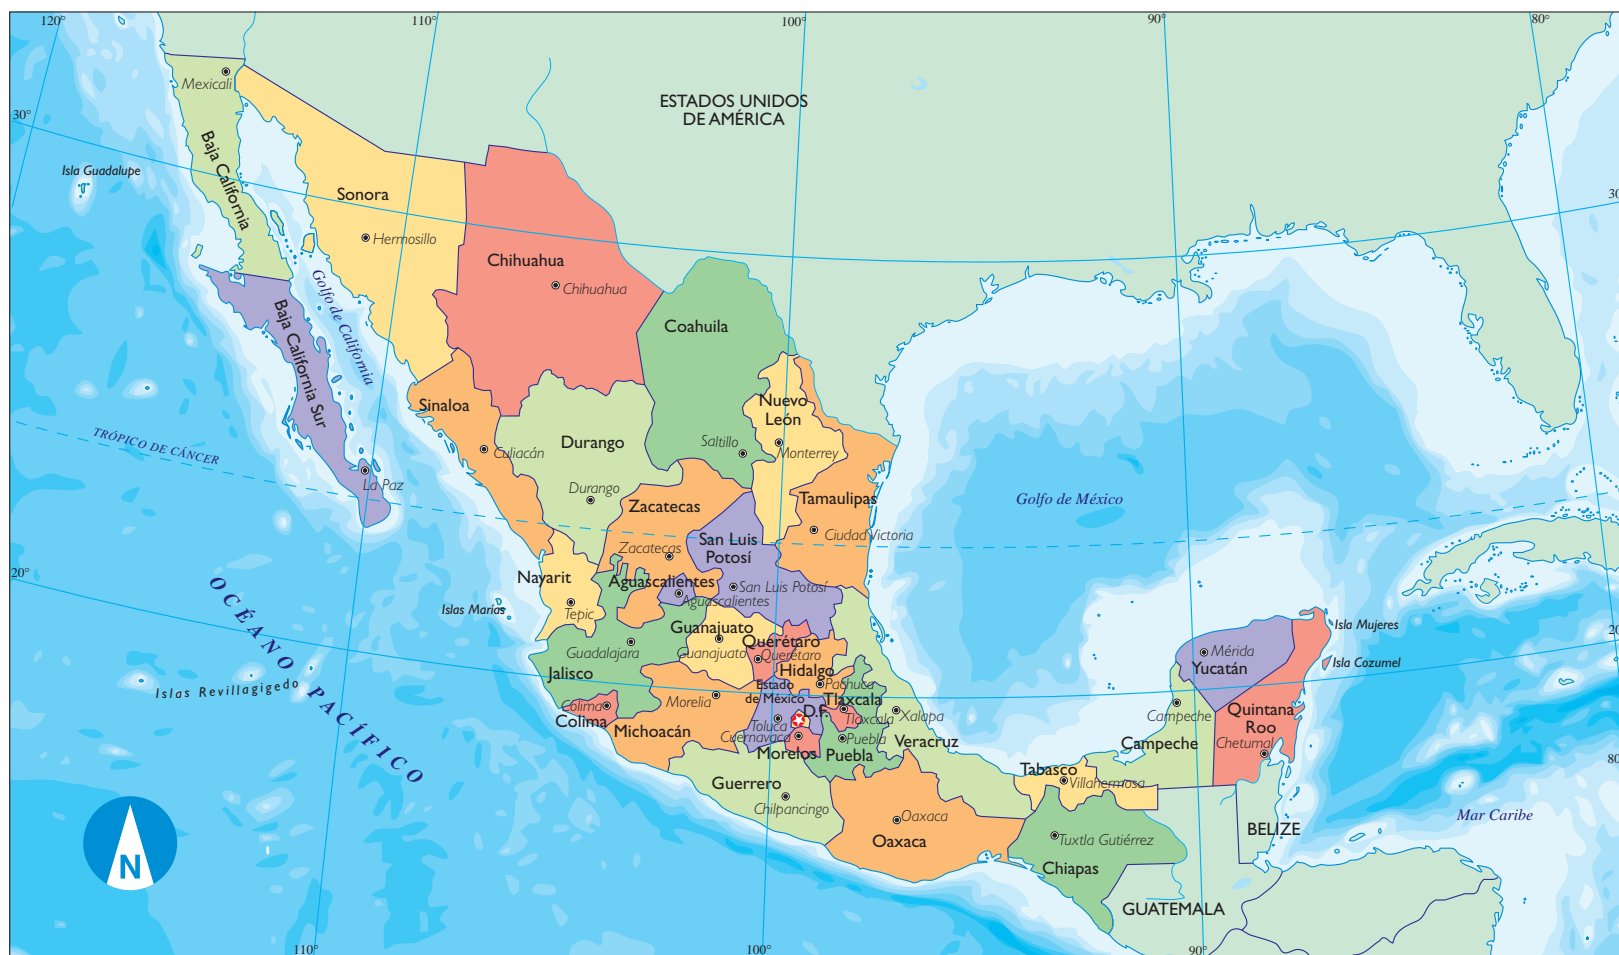 120°
110°
100°
90°
80°
Mexicali
ESTADOS UNIDOS
DE AMÉRICA
30°
Baja California
Isla Guadalupe
Sonora
30
Hermosillo
Chihuahua
Chihuahua
Golfo de California
Baja California Sur
Coahuila
Sinaloa
Nuevo
León
TRÓPICO DE CÁNCER
Culiacán
Durango
Saltillo
Monterrey
La Paz
Durango
Golfo de México
Zacatecas
Tamaulipas
Ciudad Victoria
San Luis
Potosí
Zacatecas
20°
Nayarit
Aguascalientes
San Luis Potosí
Aguascalientes
Islas Marías
Tepic
Isla Mujeres
20
Guanajuato
Querétaro
Guadalajara
Guanajuato
Querétaro
Mérida
Yucatán
Isla Cozumel
Hidalgo
Jalisco
Estado
de México
Pachuca
Islas Revillagigedo
OCÉANO PACÍFICO
Colima
Morelia
Tlaxcala
D.F.
Tlaxcala
Xalapa
Campeche
Quintana
Roo
Colima
Michoacán
Toluca
Cuernavaca
Puebla
Veracruz
Campeche
Chetumal
Morelos
Puebla
80
Tabasco
Villahermosa
Guerrero
Chilpancingo
Oaxaca
Mar Caribe
BELIZE
Oaxaca
Tuxtla Gutiérrez
Chiapas
N
GUATEMALA
110°
100°
90°